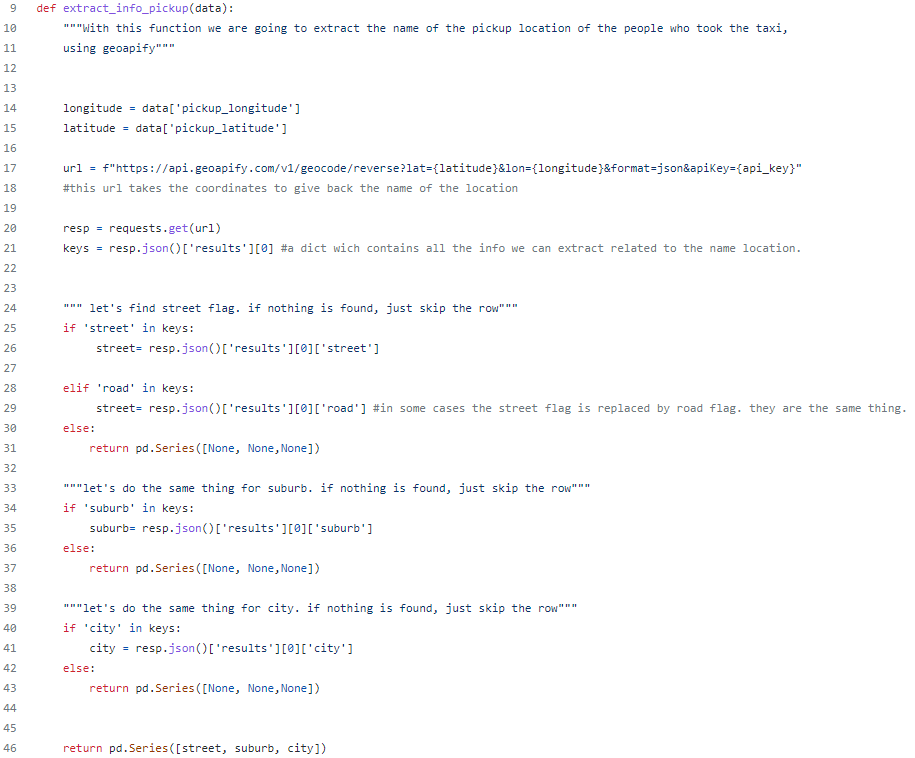 9 def extract_info_pickup(data):
10 """With this function we are going to extract the name of the pickup location of the people who took the taxi,
11 using geoapify"""
12
13
14 longitude = data['pickup_longitude']
15 latitude = data['pickup_latitude']
16
17 url = f"https://api.geoapify.com/v1/geocode/reverse?lat={latitude}&lon={longitude}&format=json&apiKey={api_key}"
18 #this url takes the coordinates to give back the name of the location
19
20 resp = requests.get(url)
21 keys = resp.json()['results'][0] #a dict wich contains all the info we can extract related to the name location.
22
23
24 """ let's find street flag. if nothing is found, just skip the row"""
25 if 'street' in keys:
26 street= resp.json()['results'][0]['street']
27
28 elif 'road' in keys:
29 street= resp.json()['results'][0]['road'] #in some cases the street flag is replaced by road flag. they are the same thing.
30 else:
31 return pd.Series([None, None,None])
32
33 """let's do the same thing for suburb. if nothing is found, just skip the row"""
34 if 'suburb' in keys:
35 suburb= resp.json()['results'][0]['suburb']
36 else:
37 return pd.Series([None, None,None])
38
39 """let's do the same thing for city. if nothing is found, just skip the row"""
40 if 'city' in keys:
41 city = resp.json()['results'][0]['city']
42 else:
43 return pd.Series([None, None,None])
44
45
46 return pd.Series([street, suburb, city])